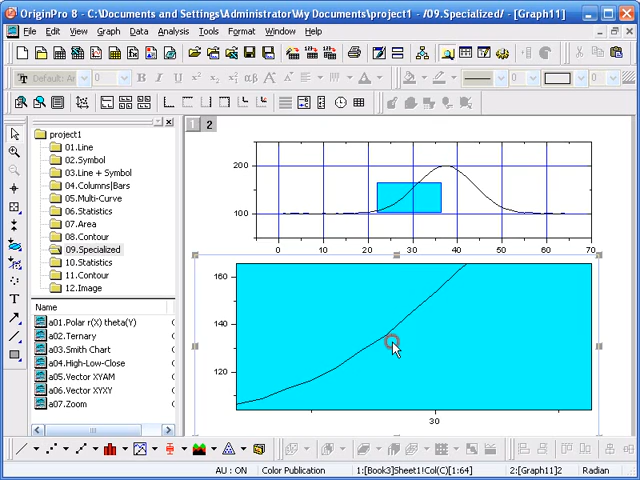 OriginPro 8 - C:\Documents and Settings\Administrator\My Documents\project1 - /09.Specialized/ - [Graph11]
File Edit View Graph Data Analysis Tools Format Window Help
Default: Ar 0 B I U 0 0
1 2
project1
01.Line
02.Symbol
03.Line + Symbol
04.Columns|Bars
05.Multi-Curve
06.Statistics
07.Area
08.Contour
09.Specialized
10.Statistics
11.Contour
12.Image
Name
a01.Polar r(X) theta(Y)
a02.Ternary
a03.Smith Chart
a04.High-Low-Close
a05.Vector XYAM
a06.Vector XYXY
a07.Zoom
200
100
0 10 20 30 40 50 60 70
160
140
120
30
AU : ON Color Publication 1:[Book3]Sheet1!Col(C)[1:64] 2:[Graph11]2 Radian